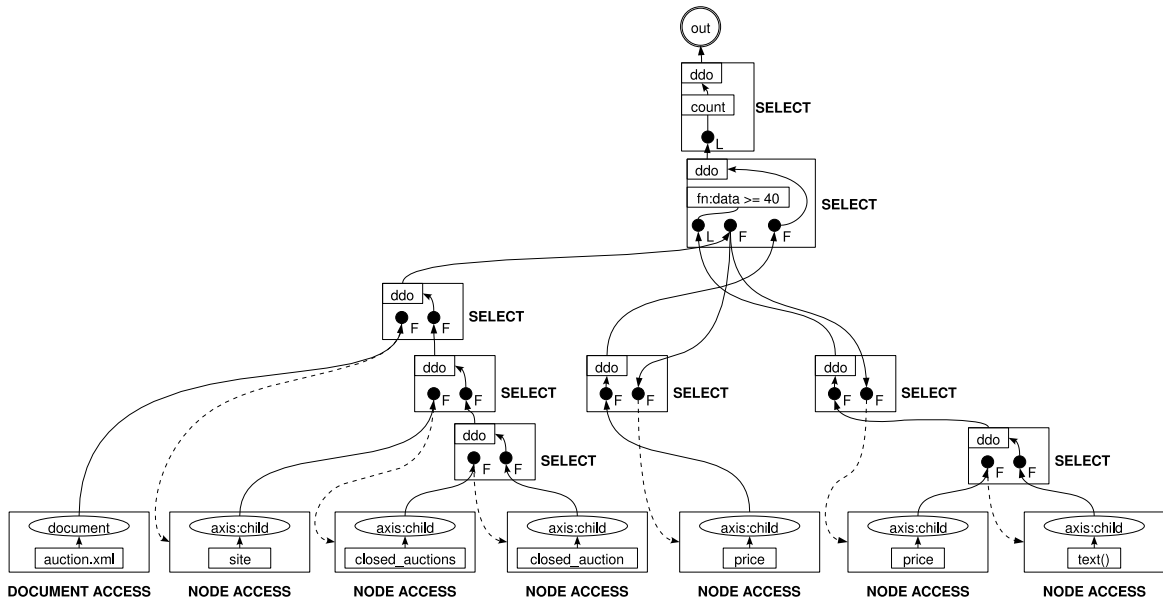 out
ddo
count
SELECT
L
ddo
fn:data >= 40
SELECT
L F F
ddo
SELECT
F F
ddo
SELECT
F F
ddo
SELECT
F F
ddo
SELECT
F F
ddo
SELECT
F F
ddo
SELECT
F F
document axis:child axis:child axis:child axis:child axis:child axis:child
auction.xml site closed_auctions closed_auction price price text()
DOCUMENT ACCESS NODE ACCESS NODE ACCESS NODE ACCESS NODE ACCESS NODE ACCESS NODE ACCESS